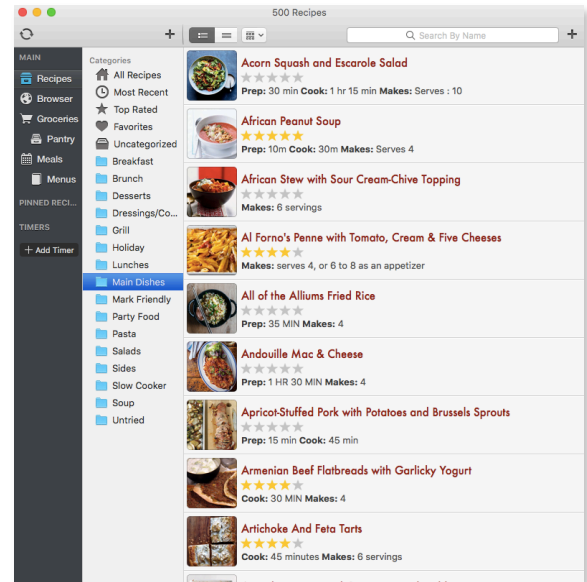 500 Recipes
Search By Name
MAIN
Recipes
Browser
Groceries
Pantry
Meals
Menus
PINNED RECI...
TIMERS
+ Add Timer
Categories
All Recipes
Most Recent
Top Rated
Favorites
Uncategorized
Breakfast
Brunch
Desserts
Dressings/Co...
Grill
Holiday
Lunches
Main Dishes
Mark Friendly
Party Food
Pasta
Salads
Sides
Slow Cooker
Soup
Untried
Acorn Squash and Escarole Salad
Prep: 30 min Cook: 1 hr 15 min Makes: Serves : 10
African Peanut Soup
Prep: 10m Cook: 30m Makes: Serves 4
African Stew with Sour Cream-Chive Topping
Makes: 6 servings
Al Forno's Penne with Tomato, Cream & Five Cheeses
Makes: serves 4, or 6 to 8 as an appetizer
All of the Alliums Fried Rice
Prep: 35 MIN Makes: 4
Andouille Mac & Cheese
Prep: 1 HR 30 MIN Makes: 4
Apricot-Stuffed Pork with Potatoes and Brussels Sprouts
Prep: 15 min Cook: 45 min
Armenian Beef Flatbreads with Garlicky Yogurt
Cook: 30 MIN Makes: 4
Artichoke And Feta Tarts
Cook: 45 minutes Makes: 6 servings